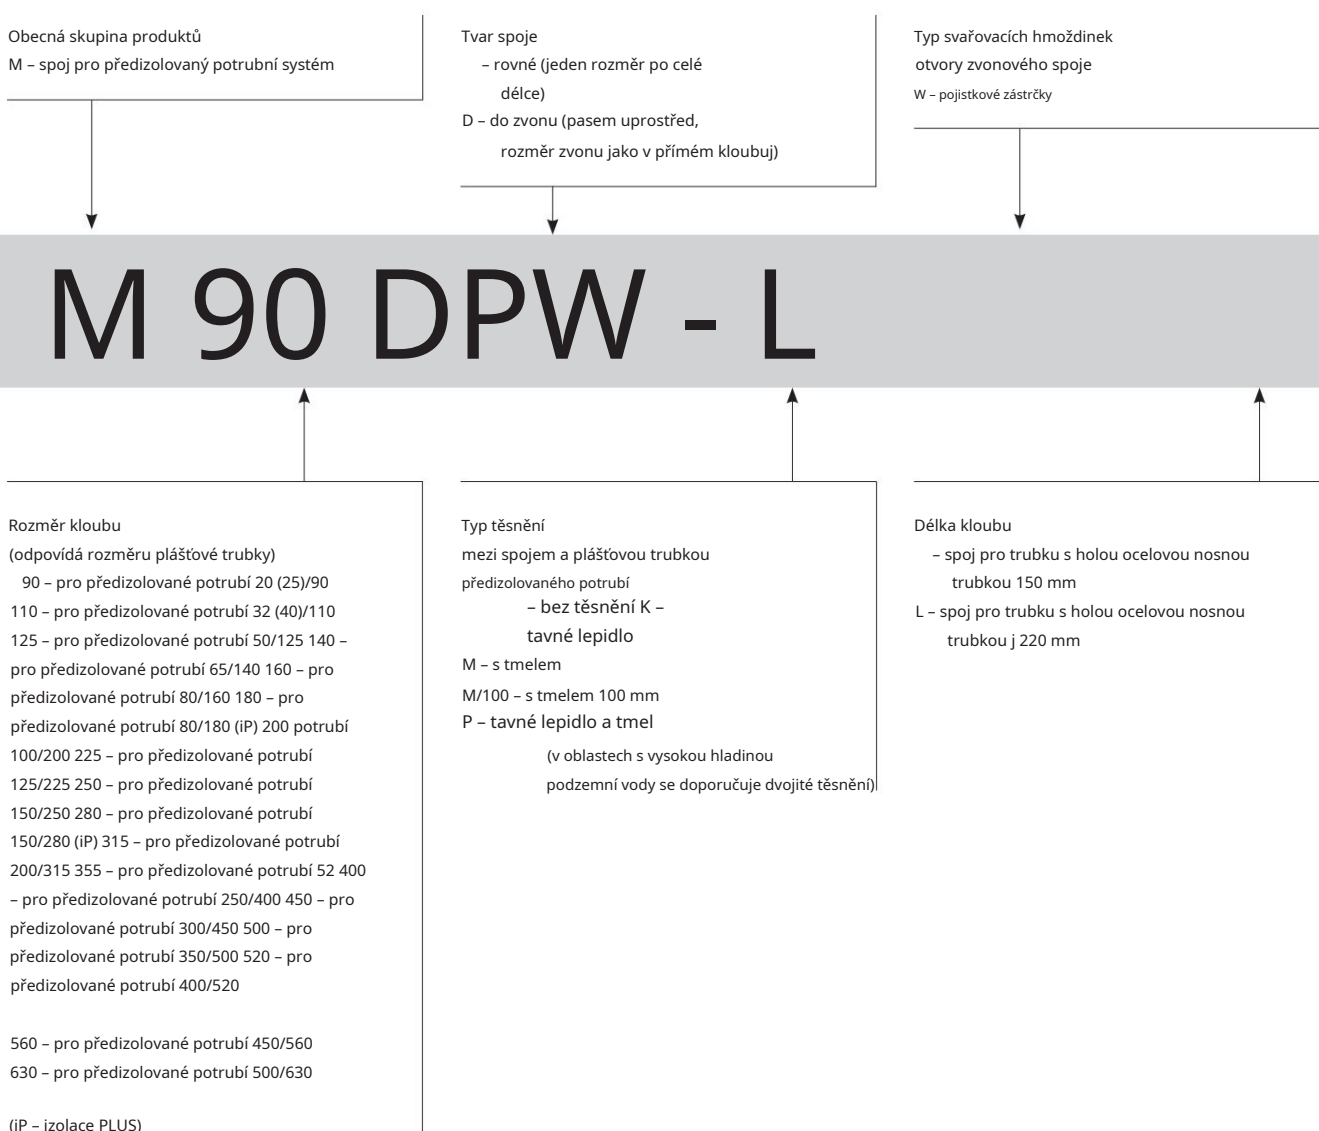 Obecná skupina produktů
M – spoj pro předizolovaný potrubní systém
Tvar spoje
– rovné (jeden rozměr po celé
délce)
D – do zvonu (pasem uprostřed,
rozměr zvonu jako v přímém kloubuj)
Typ svařovacích hmoždinek
otvory zvonového spoje
W – pojistkové zástrčky
M 90 DPW - L
Rozměr kloubu
(odpovídá rozměru plášťové trubky)
90 – pro předizolované potrubí 20 (25)/90
110 – pro předizolované potrubí 32 (40)/110
125 – pro předizolované potrubí 50/125 140 –
pro předizolované potrubí 65/140 160 – pro
předizolované potrubí 80/160 180 – pro
předizolované potrubí 80/180 (iP) 200 potrubí
100/200 225 – pro předizolované potrubí
125/225 250 – pro předizolované potrubí
150/250 280 – pro předizolované potrubí
150/280 (iP) 315 – pro předizolované potrubí
200/315 355 – pro předizolované potrubí 52 400
– pro předizolované potrubí 250/400 450 – pro
předizolované potrubí 300/450 500 – pro
předizolované potrubí 350/500 520 – pro
předizolované potrubí 400/520
560 – pro předizolované potrubí 450/560
630 – pro předizolované potrubí 500/630
(iP – izolace PLUS)
Typ těsnění
mezi spojem a plášťovou trubkou
předizolovaného potrubí
– bez těsnění K –
tavné lepidlo
M – s tmelem
M/100 – s tmelem 100 mm
P – tavné lepidlo a tmel
(v oblastech s vysokou hladinou
podzemní vody se doporučuje dvojité těsnění)
Délka kloubu
– spoj pro trubku s holou ocelovou nosnou
trubkou 150 mm
L – spoj pro trubku s holou ocelovou nosnou
trubkou j 220 mm